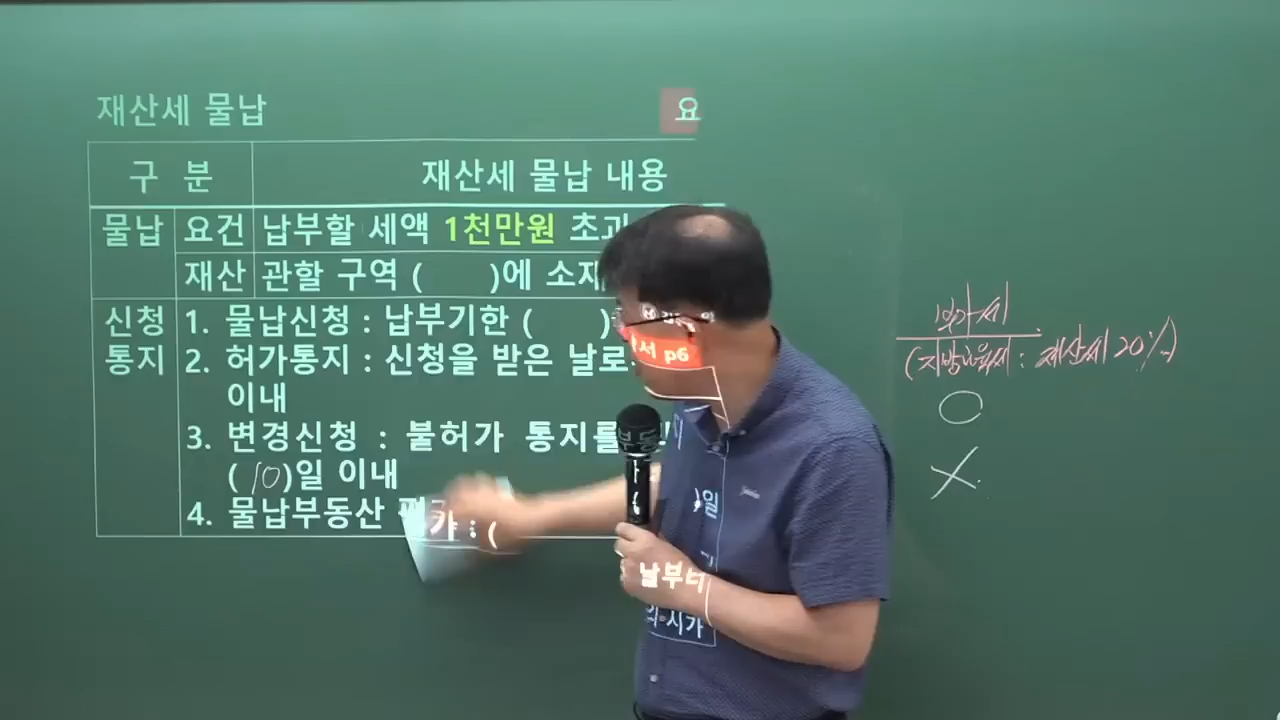 재산세 물납 요
구 분 재산세 물납 내용
물납 요건 납부할 세액 1천만원 초과
재산 관할 구역 ( )에 소재
신청 1. 물납신청 : 납부기한 ( )
통지 2. 허가통지 : 신청을 받은 날로
이내
3. 변경신청 : 불허가 통지를
(10)일 이내
4. 물납부동산 평가 : (
서 p6
부동
)일
날부터
의 시가
(지방교육세 : 재산세 20%)
○
×